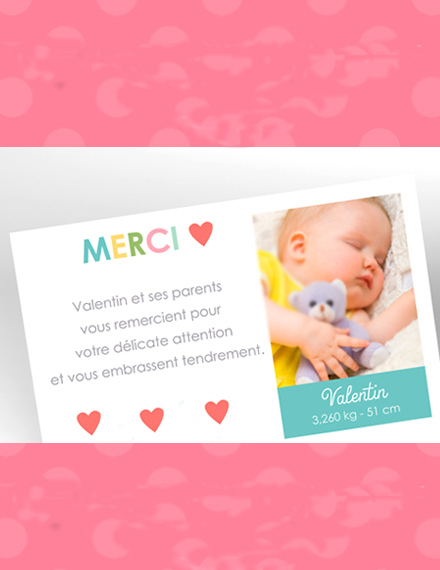 MERCI
Valentin et ses parents
vous remercient pour
votre délicate attention
et vous embrassent tendrement.
Valentin
3,260 kg - 51 cm